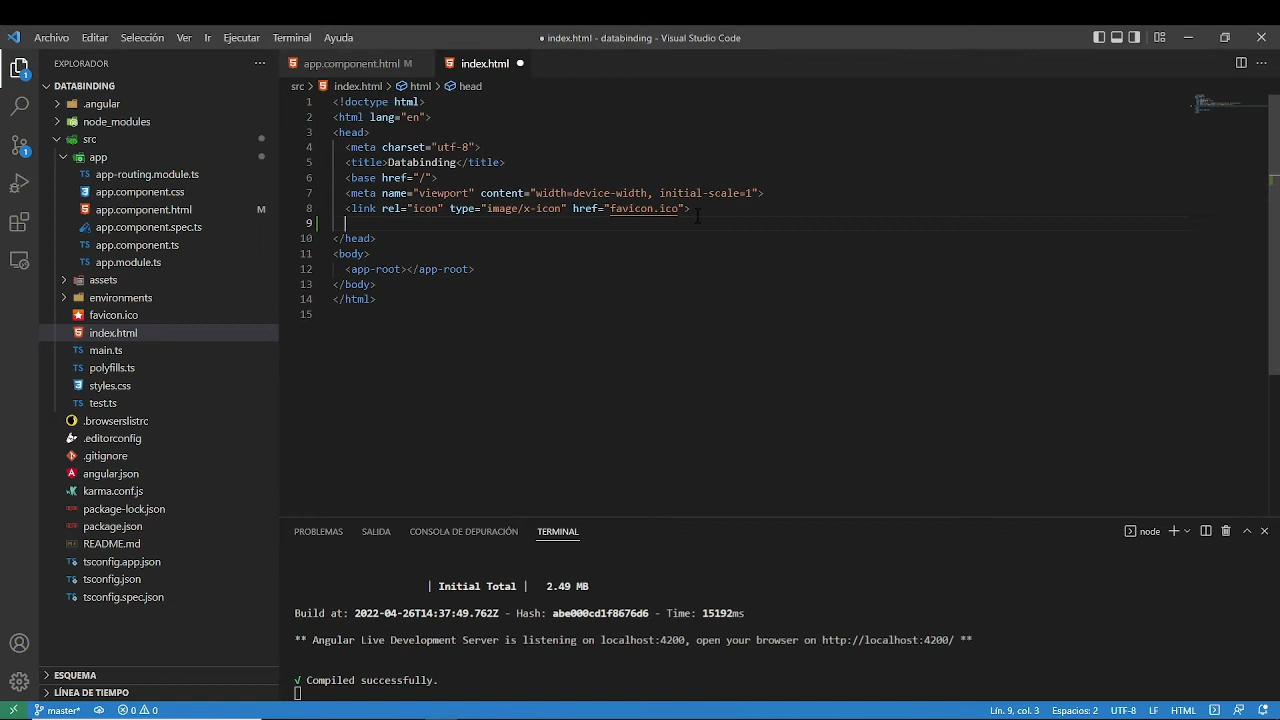 Archivo Editar Selección Ver Ir Ejecutar Terminal Ayuda
● index.html - databinding - Visual Studio Code
EXPLORADOR
app.component.html M
index.html
src > index.html > html > head
DATABINDING
.angular
node_modules
src
app
app-routing.module.ts
app.component.css
app.component.html M
app.component.spec.ts
app.component.ts
app.module.ts
assets
environments
favicon.ico
index.html
main.ts
polyfills.ts
styles.css
test.ts
.browserslistrc
.editorconfig
.gitignore
angular.json
karma.conf.js
package-lock.json
package.json
README.md
tsconfig.app.json
tsconfig.json
tsconfig.spec.json
ESQUEMA
LÍNEA DE TIEMPO
1 <!doctype html>
2 <html lang="en">
3 <head>
4 <meta charset="utf-8">
5 <title>Databinding</title>
6 <base href="/">
7 <meta name="viewport" content="width=device-width, initial-scale=1">
8 <link rel="icon" type="image/x-icon" href="favicon.ico">
9
10 </head>
11 <body>
12 <app-root></app-root>
13 </body>
14 </html>
15
PROBLEMAS SALIDA CONSOLA DE DEPURACIÓN TERMINAL
node
| Initial Total | 2.49 MB
Build at: 2022-04-26T14:37:49.762Z - Hash: abe000cd1f8676d6 - Time: 15192ms
** Angular Live Development Server is listening on localhost:4200, open your browser on http://localhost:4200/ **
√ Compiled successfully.
master* 0 0 Lín. 9, col. 3 Espacios: 2 UTF-8 LF HTML